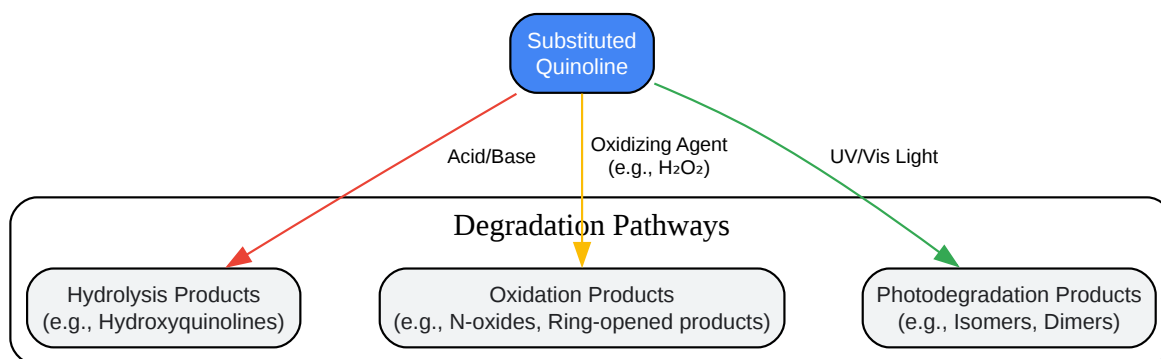 Substituted
Quinoline
Acid/Base
Oxidizing Agent
(e.g., H₂O₂)
UV/Vis Light
Degradation Pathways
Hydrolysis Products
(e.g., Hydroxyquinolines)
Oxidation Products
(e.g., N-oxides, Ring-opened products)
Photodegradation Products
(e.g., Isomers, Dimers)